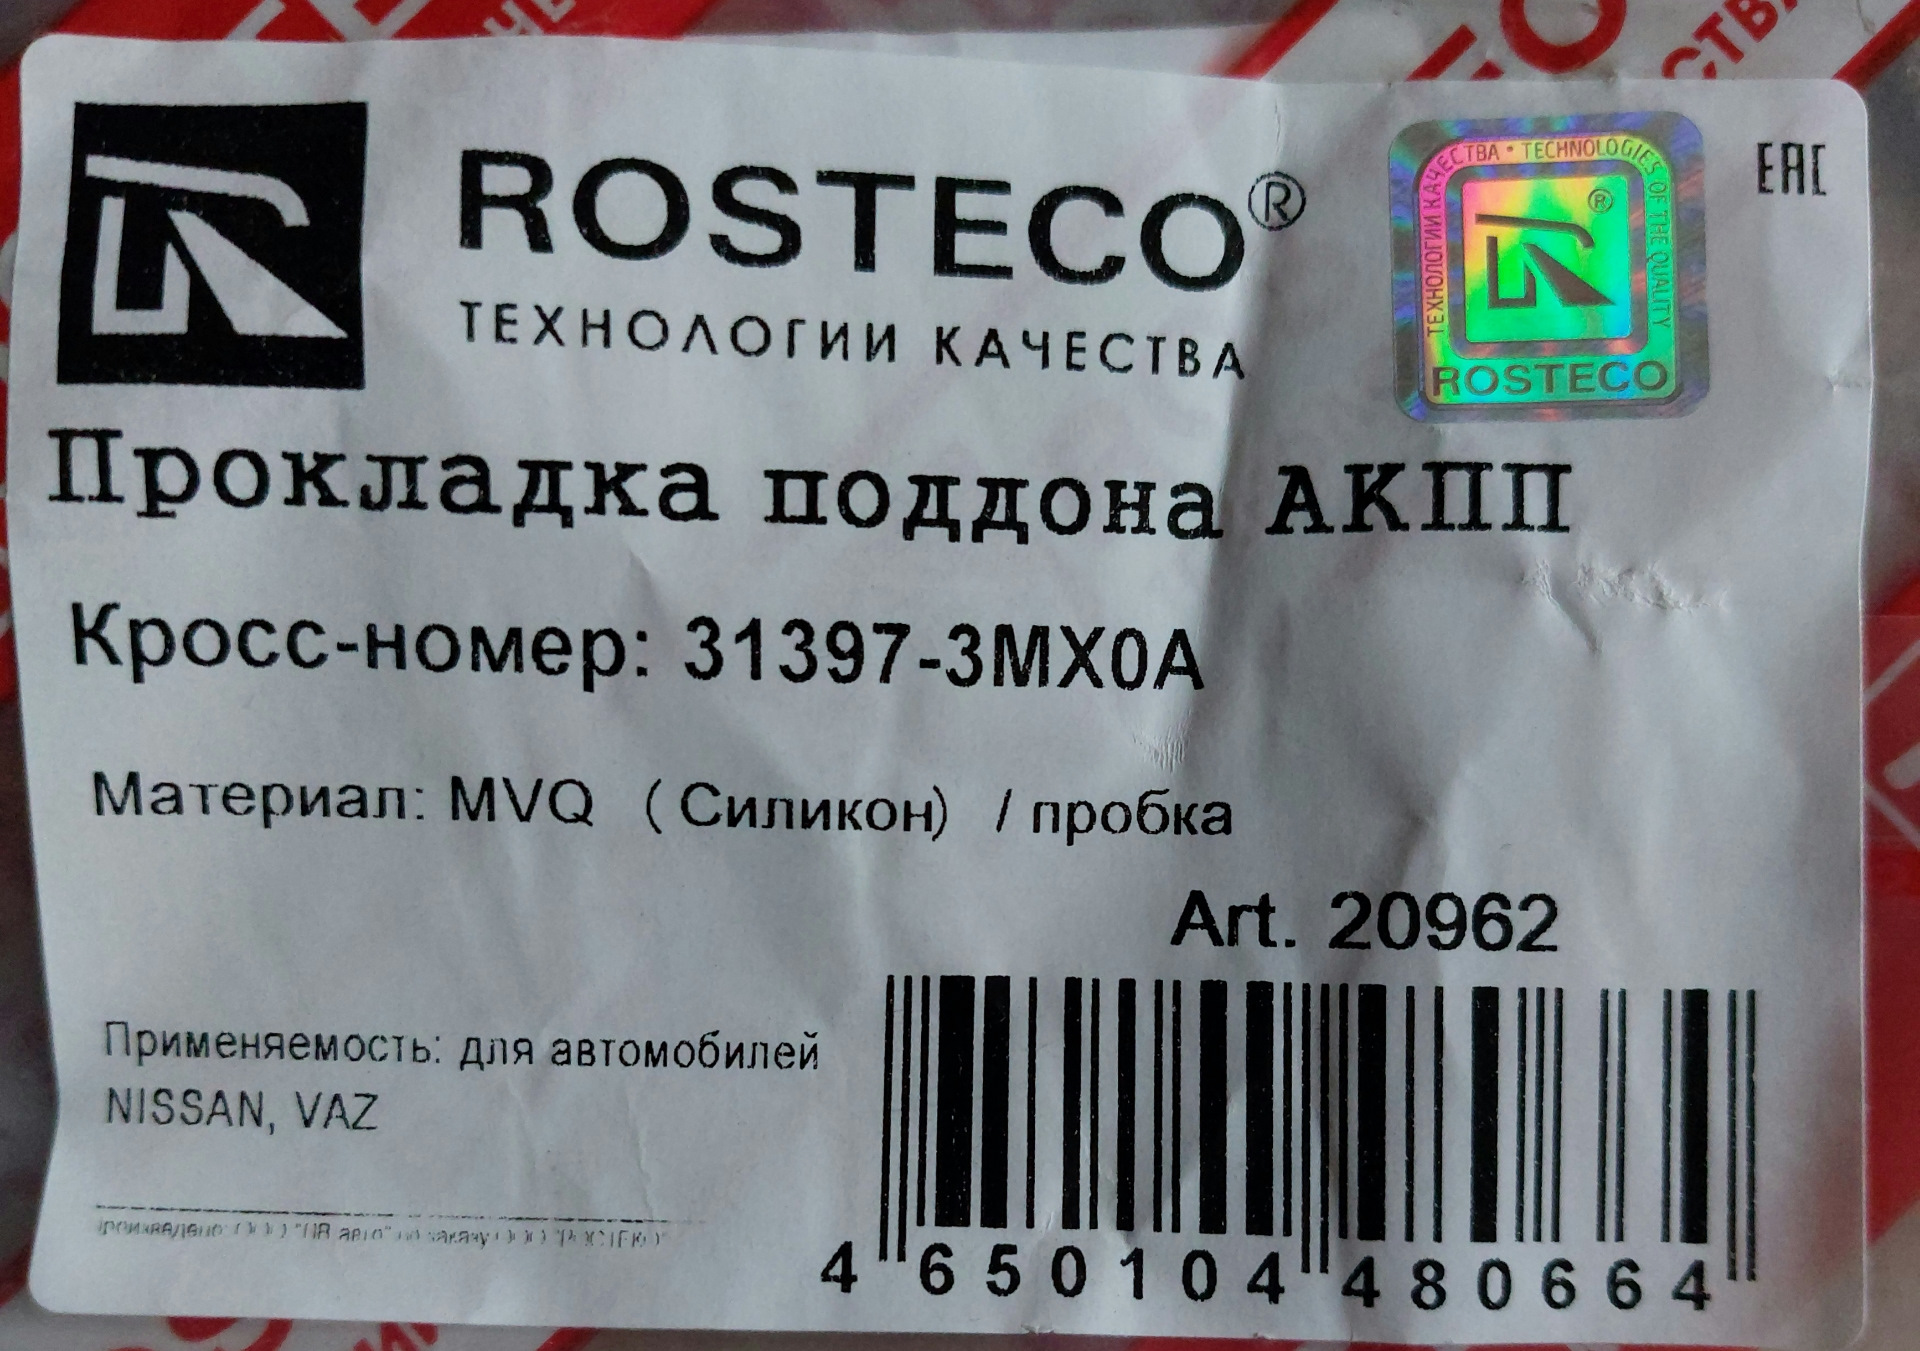 ROSTECO®
ТЕХНОЛОГИИ КАЧЕСТВА
ТЕХНОЛОГИИ КАЧЕСТВА • TECHNOLOGIES OF THE QUALITY
®
ROSTECO
EAC
Прокладка поддона АКПП
Кросс-номер: 31397-3MX0A
Материал: MVQ (Силикон) / пробка
Art. 20962
Применяемость: для автомобилей
NISSAN, VAZ
заказу
4 650104 480664